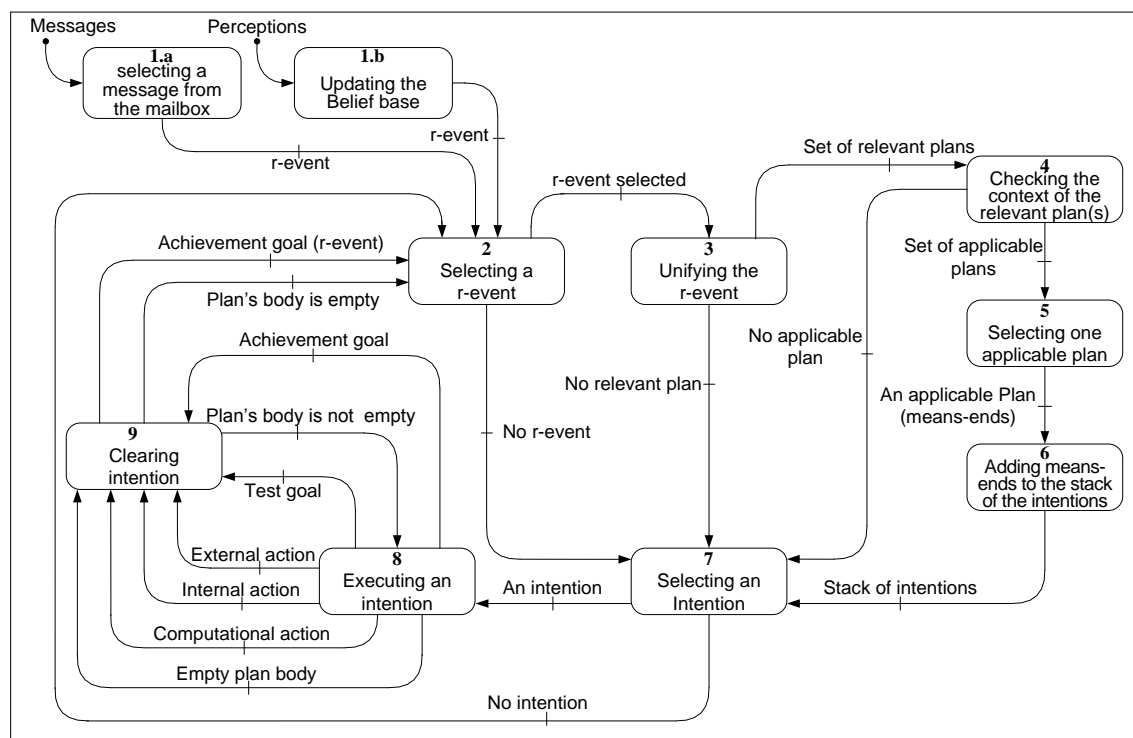 Messages
Perceptions
1.a
selecting a
message from
the mailbox
1.b
Updating the
Belief base
r-event
r-event
r-event selected
Set of relevant plans
4
Checking the
context of the
relevant plan(s)
Achievement goal (r-event)
2
Selecting a
r-event
3
Unifying the
r-event
Set of applicable
plans
Plan's body is empty
5
Selecting one
applicable plan
Achievement goal
No applicable
plan
No relevant plan
An applicable Plan
(means-ends)
Plan's body is not empty
9
Clearing
intention
No r-event
6
Adding means-
ends to the stack
of the intentions
Test goal
External action
8
Executing an
intention
7
Selecting an
Intention
Internal action
An intention
Stack of intentions
Computational action
Empty plan body
No intention